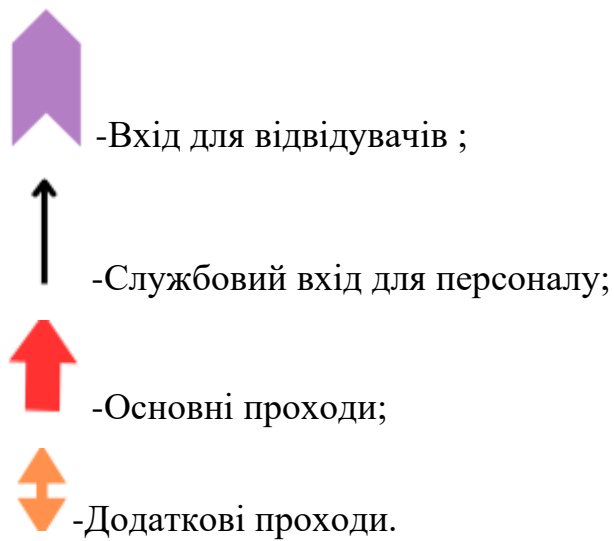 -Вхід для відвідувачів ;
-Службовий вхід для персоналу;
-Основні проходи;
-Додаткові проходи.